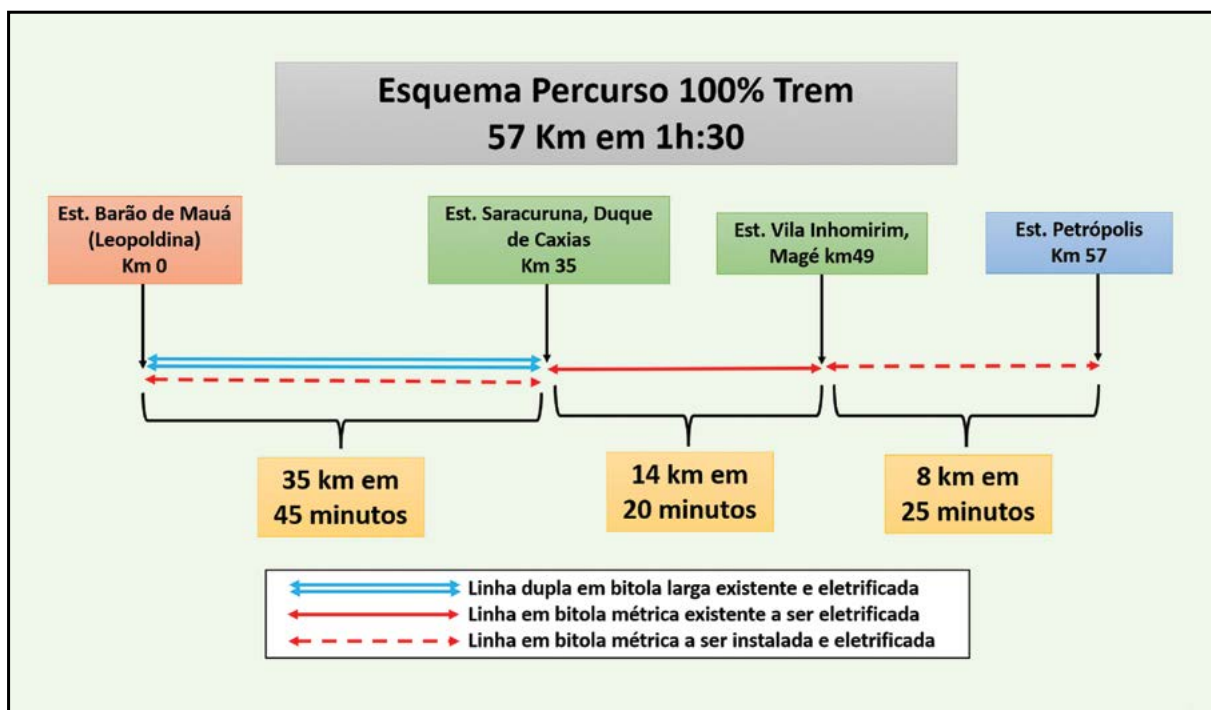 Esquema Percurso 100% Trem
57 Km em 1h:30
Est. Barão de Mauá
(Leopoldina)
Km 0
Est. Saracuruna, Duque
de Caxias
Km 35
Est. Vila Inhomirim,
Magé km49
Est. Petrópolis
Km 57
35 km em
45 minutos
14 km em
20 minutos
8 km em
25 minutos
Linha dupla em bitola larga existente e eletrificada
Linha em bitola métrica existente a ser eletrificada
Linha em bitola métrica a ser instalada e eletrificada